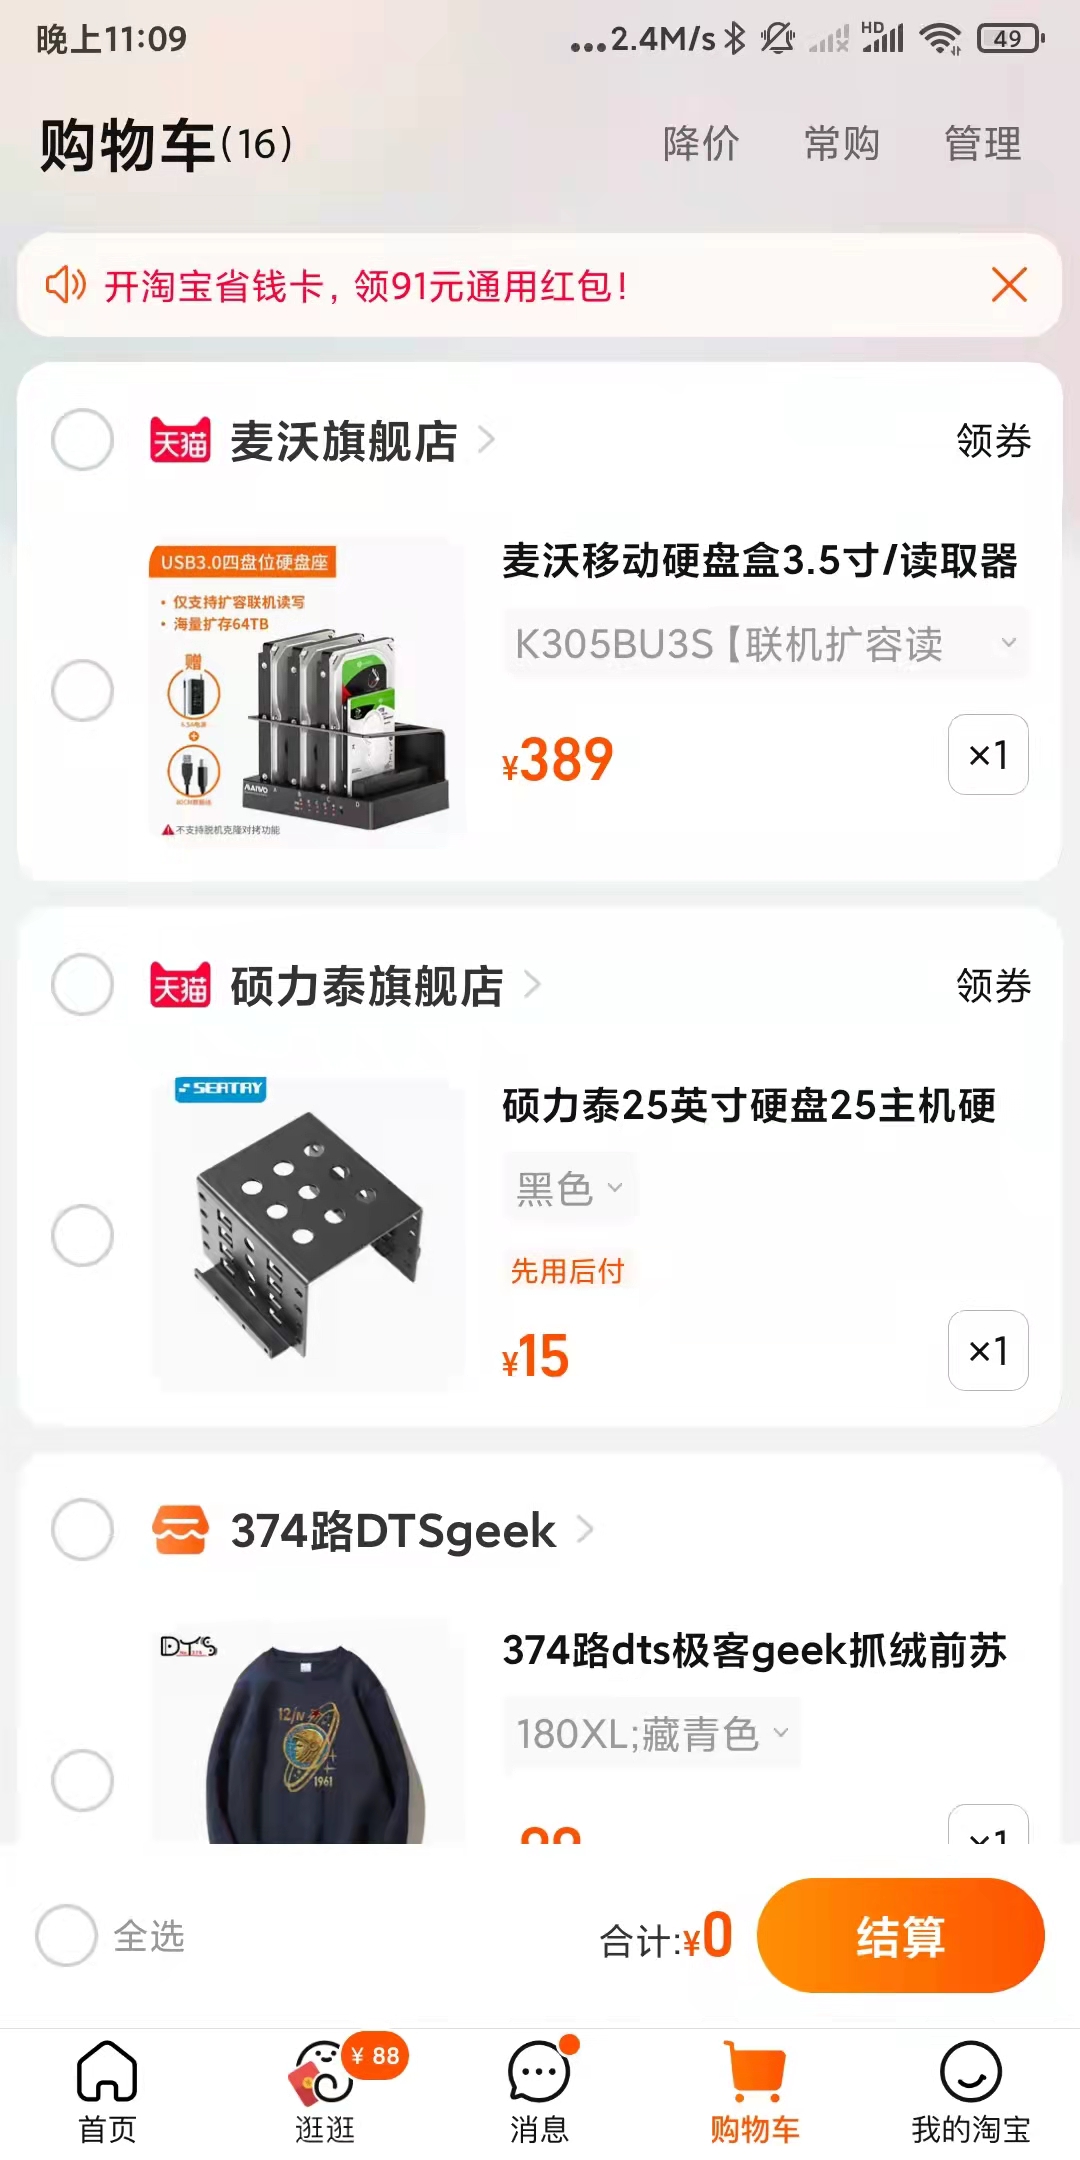 晚上11:09
...2.4M/s
HD
49
购物车(16)
降价
常购
管理
开淘宝省钱卡，领91元通用红包！
天猫
麦沃旗舰店
领券
USB3.0四盘位硬盘座
· 仅支持扩容联机读写
· 海量扩存64TB
赠
MAIVO
不支持脱机克隆对拷功能
麦沃移动硬盘盒3.5寸/读取器
K305BU3S【联机扩容读
¥389
×1
天猫
硕力泰旗舰店
领券
SEATAY
硕力泰25英寸硬盘25主机硬
黑色
先用后付
¥15
×1
374路DTSgeek
DTS
12/IV
1961
374路dts极客geek抓绒前苏
180XL;藏青色
×1
全选
合计:¥0
结算
¥ 88
首页
逛逛
消息
购物车
我的淘宝